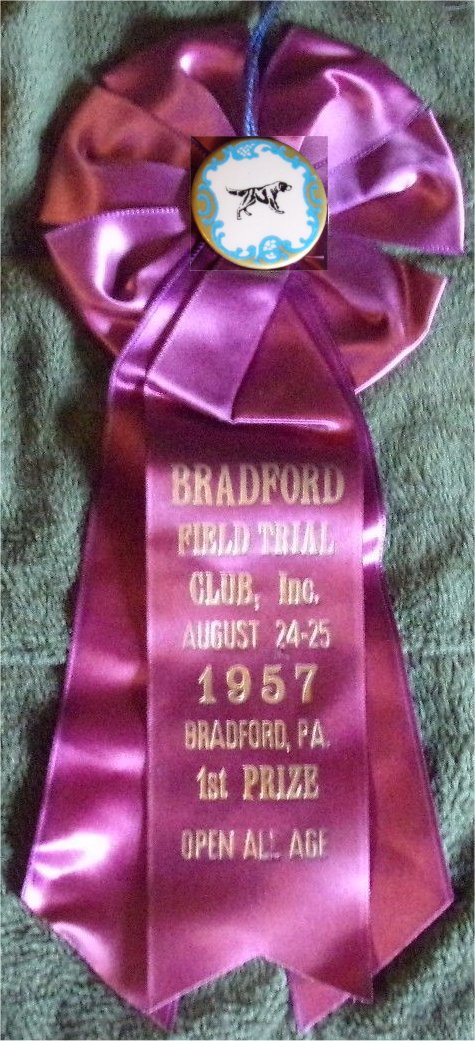 BRADFORD
FIELD TRIAL
CLUB, Inc.
AUGUST 24-25
1957
BRADFORD, PA.
1st PRIZE
OPEN ALL AGE